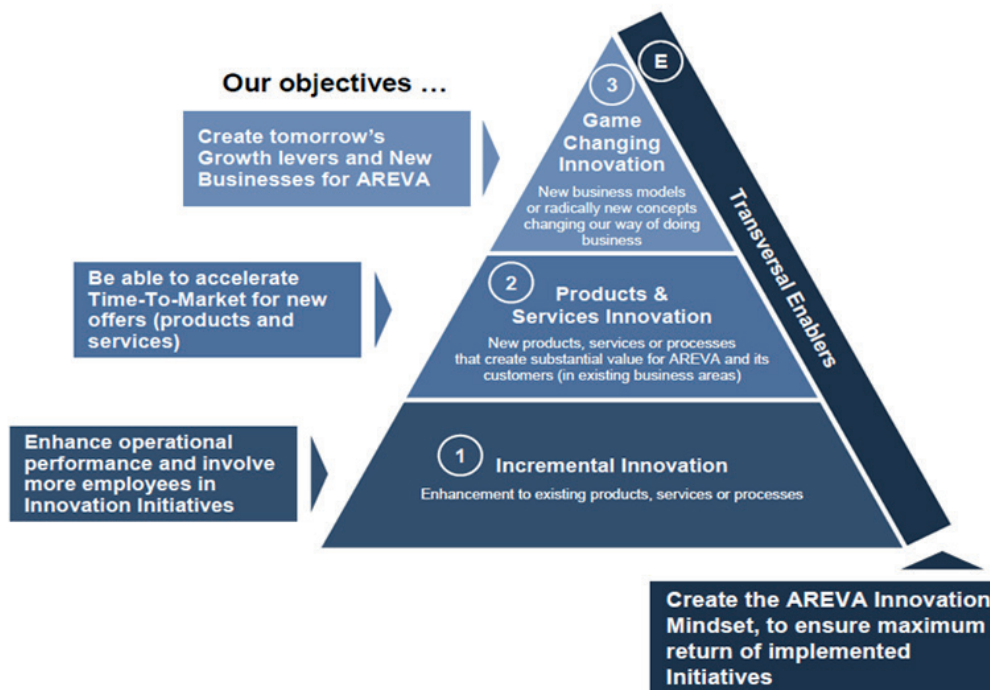 Our objectives …
E
3
Game
Changing
Innovation
New business models
or radically new concepts
changing our way of doing
business
Create tomorrow's
Growth levers and New
Businesses for AREVA
Transversal Enablers
2
Products &
Services Innovation
New products, services or processes
that create substantial value for AREVA and its
customers (in existing business areas)
Be able to accelerate
Time-To-Market for new
offers (products and
services)
1
Incremental Innovation
Enhancement to existing products, services or processes
Enhance operational
performance and involve
more employees in
Innovation Initiatives
Create the AREVA Innovation
Mindset, to ensure maximum
return of implemented
Initiatives